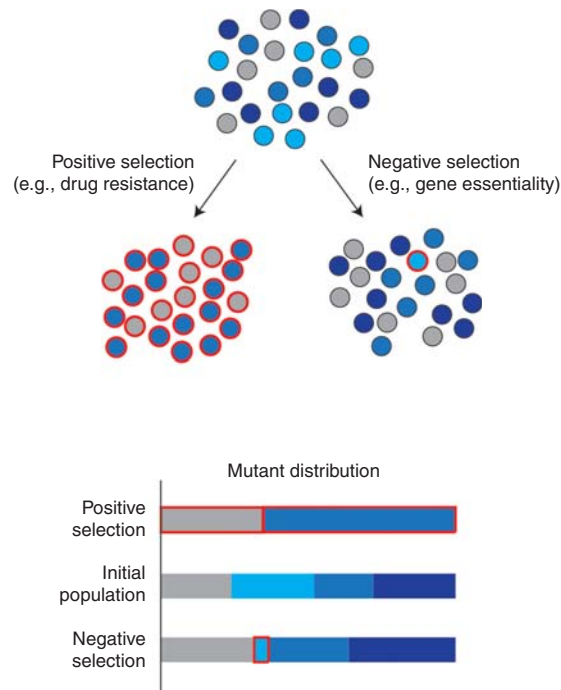 Positive selection
(e.g., drug resistance)
Negative selection
(e.g., gene essentiality)
Mutant distribution
Positive
selection
Initial
population
Negative
selection